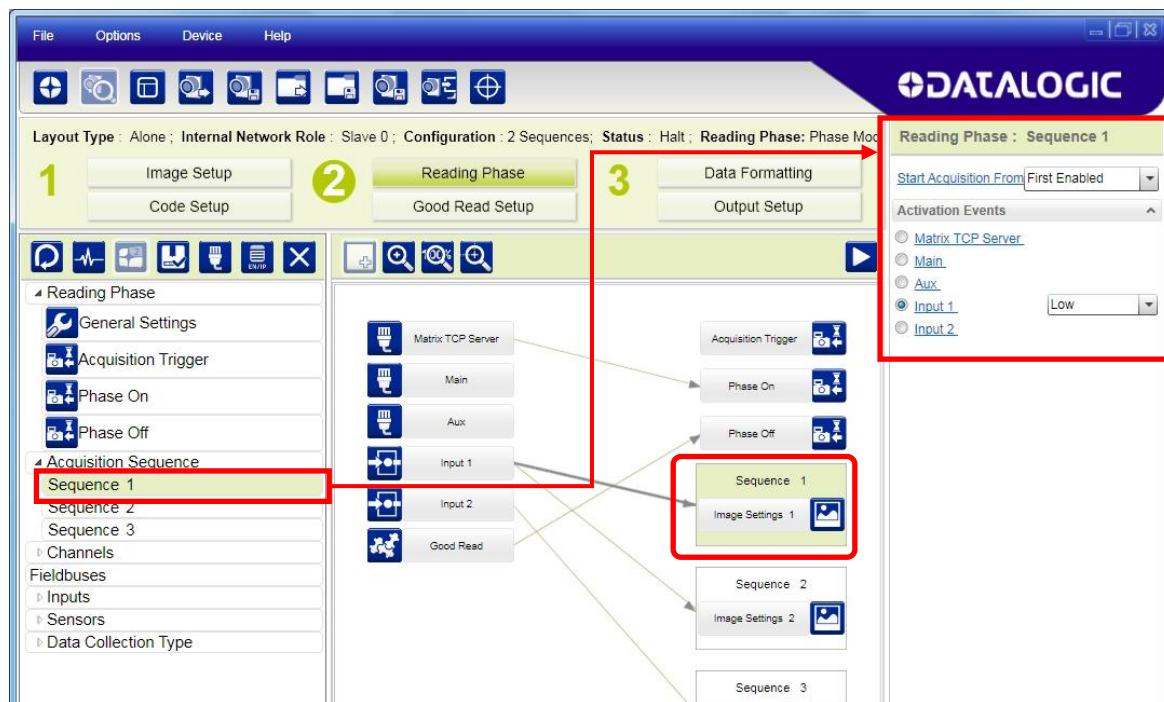 File Options Device Help
DATALOGIC
Layout Type : Alone ; Internal Network Role : Slave 0 ; Configuration : 2 Sequences; Status : Halt ; Reading Phase: Phase Mod
1
Image Setup
Code Setup
2
Reading Phase
Good Read Setup
3
Data Formatting
Output Setup
EN/IP
Reading Phase
General Settings
Acquisition Trigger
Phase On
Phase Off
Acquisition Sequence
Sequence 1
Sequence 2
Sequence 3
Channels
Fieldbuses
Inputs
Sensors
Data Collection Type
100%
Matrix TCP Server
Main
Aux
Input 1
Input 2
Good Read
Acquisition Trigger
Phase On
Phase Off
Sequence 1
Image Settings 1
Sequence 2
Image Settings 2
Sequence 3
Reading Phase : Sequence 1
Start Acquisition From First Enabled
Activation Events
Matrix TCP Server
Main
Aux
Input 1 Low
Input 2